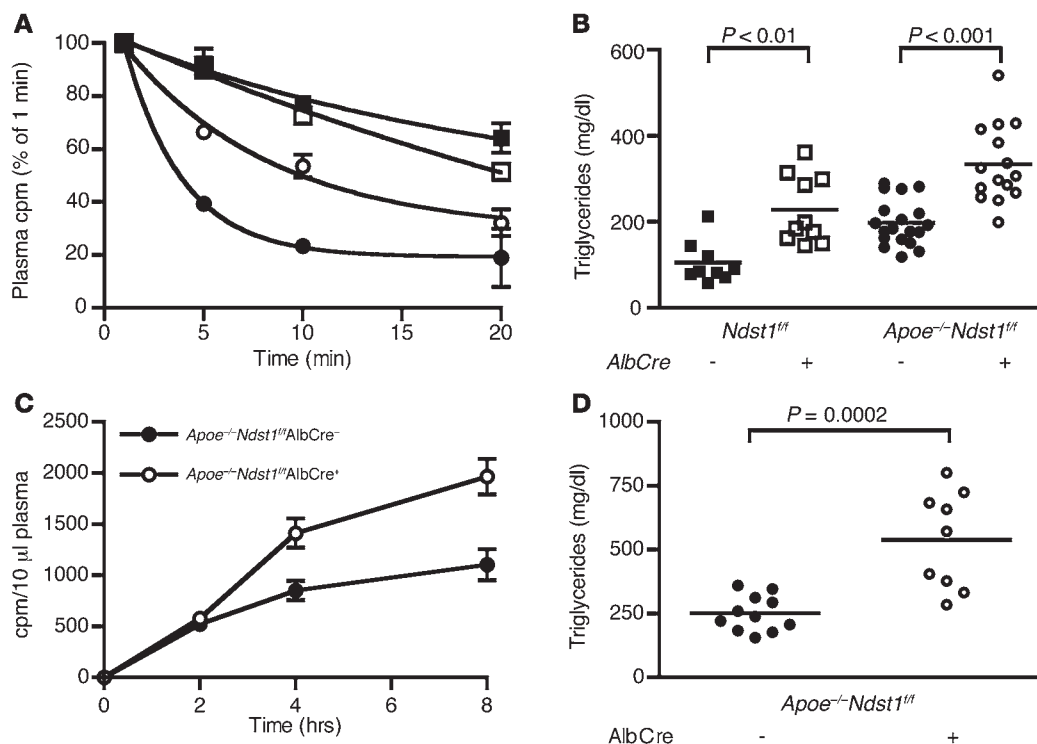 A
Plasma cpm (% of 1 min)
100
80
60
40
20
0
0 5 10 15 20
Time (min)
B
P < 0.01 P < 0.001
Triglycerides (mg/dl)
600
400
200
0
Ndst1f/f Apoe–/–Ndst1f/f
AlbCre - + - +
C
cpm/10 µl plasma
2500
2000
1500
1000
500
0
Apoe–/–Ndst1f/fAlbCre–
Apoe–/–Ndst1f/fAlbCre+
0 2 4 6 8
Time (hrs)
D
P = 0.0002
Triglycerides (mg/dl)
1000
750
500
250
0
Apoe–/–Ndst1f/f
AlbCre - +